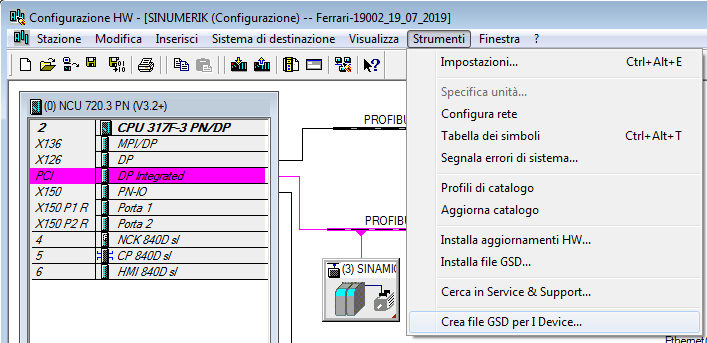 Configurazione HW - [SINUMERIK (Configurazione) -- Ferrari-19002_19_07_2019]
Stazione Modifica Inserisci Sistema di destinazione Visualizza Strumenti Finestra ?
Impostazioni... Ctrl+Alt+E
Specifica unità...
Configura rete
Tabella dei simboli Ctrl+Alt+T
Segnala errori di sistema...
Profili di catalogo
Aggiorna catalogo
Installa aggiornamenti HW...
Installa file GSD...
Cerca in Service & Support...
Crea file GSD per I Device...
(0) NCU 720.3 PN (V3.2+)
2 CPU 317F-3 PN/DP
X136 MPI/DP
X126 DP
PCI DP Integrated
X150 PN-IO
X150 P1 R Porta 1
X150 P2 R Porta 2
4 NCK 840D sl
5 CP 840D sl
6 HMI 840D sl
PROFIBU
PROFIBU
(3) SINAMIC